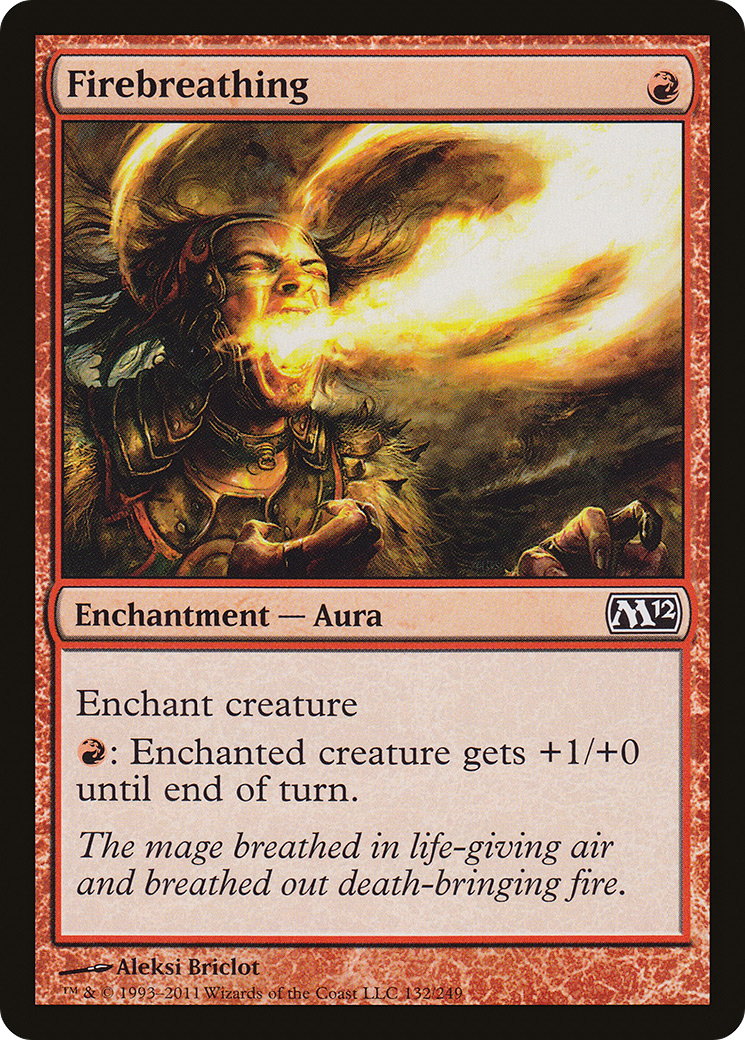 Firebreathing
Enchantment — Aura
M12
Enchant creature
: Enchanted creature gets +1/+0
until end of turn.
The mage breathed in life-giving air
and breathed out death-bringing fire.
Aleksi Briclot
™ & © 1993–2011 Wizards of the Coast LLC 132/249